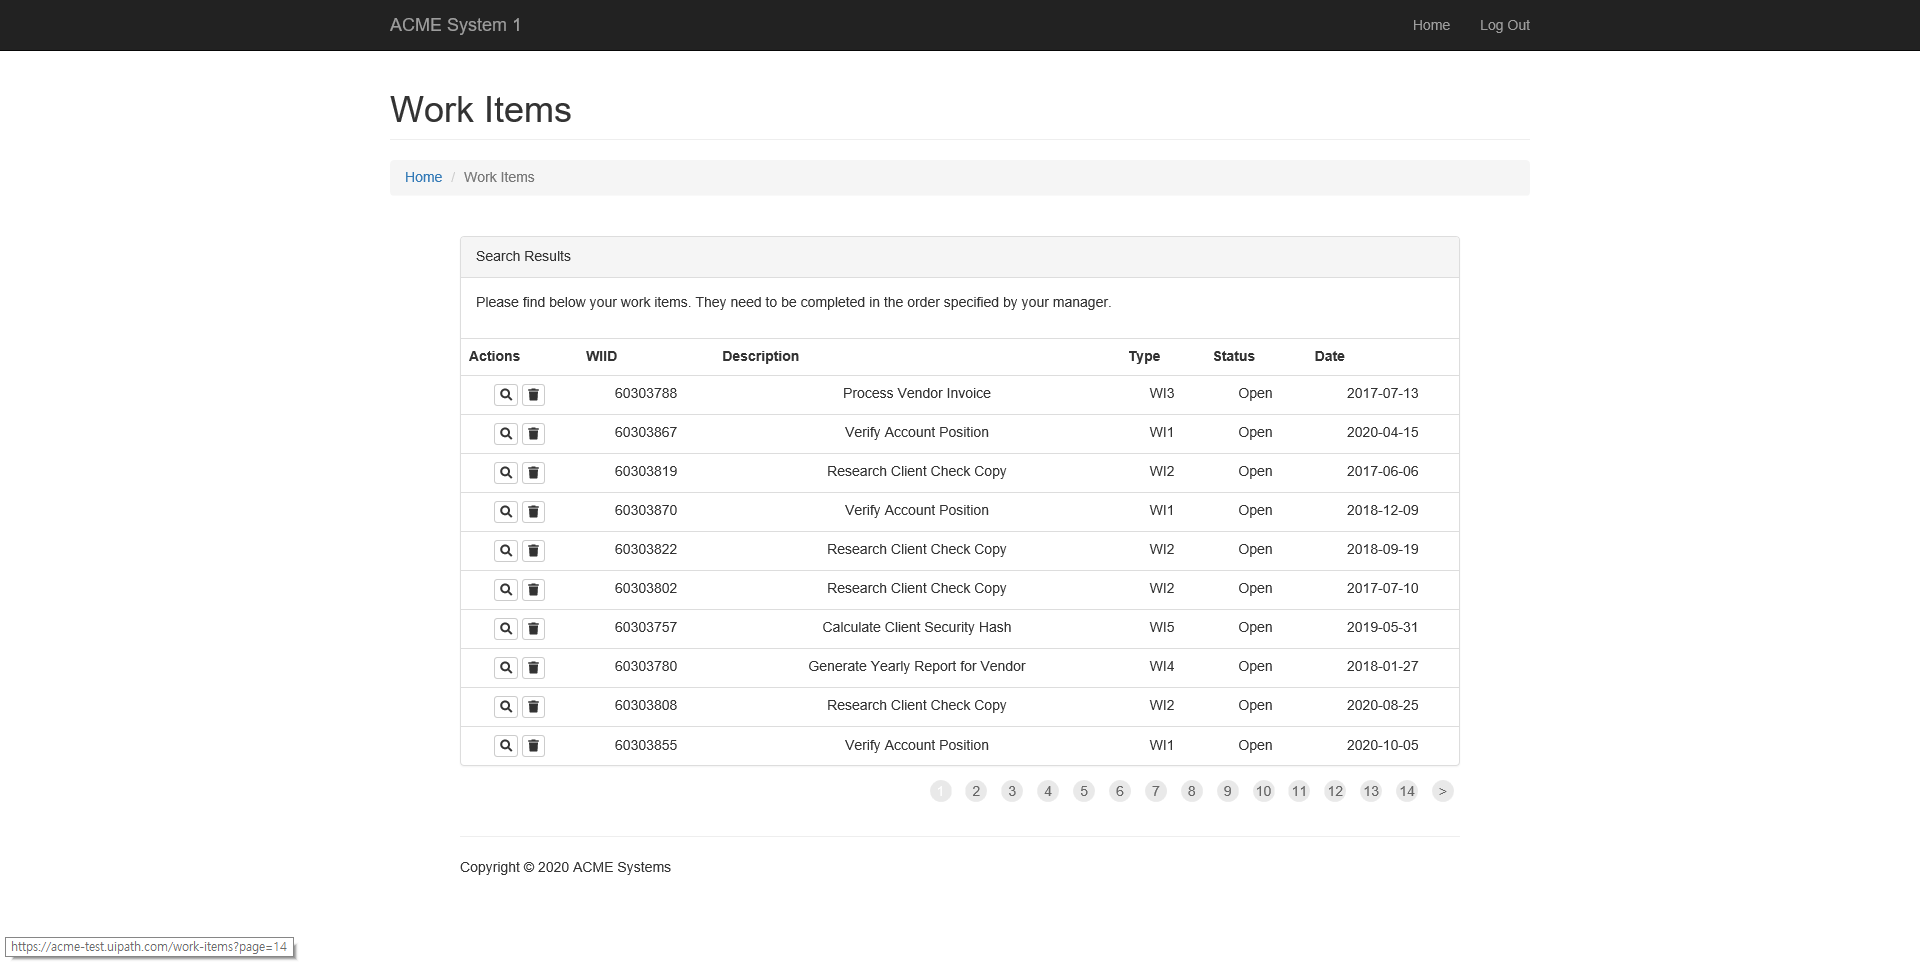 ACME System 1 Home Log Out
Work Items
Home / Work Items
Search Results
Please find below your work items. They need to be completed in the order specified by your manager.
Actions WIID Description Type Status Date
60303788 Process Vendor Invoice WI3 Open 2017-07-13
60303867 Verify Account Position WI1 Open 2020-04-15
60303819 Research Client Check Copy WI2 Open 2017-06-06
60303870 Verify Account Position WI1 Open 2018-12-09
60303822 Research Client Check Copy WI2 Open 2018-09-19
60303802 Research Client Check Copy WI2 Open 2017-07-10
60303757 Calculate Client Security Hash WI5 Open 2019-05-31
60303780 Generate Yearly Report for Vendor WI4 Open 2018-01-27
60303808 Research Client Check Copy WI2 Open 2020-08-25
60303855 Verify Account Position WI1 Open 2020-10-05
1 2 3 4 5 6 7 8 9 10 11 12 13 14 >
Copyright © 2020 ACME Systems
https://acme-test.uipath.com/work-items?page=14